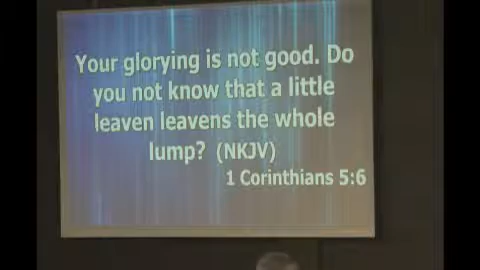 Your glorying is not good. Do
you not know that a little
leaven leavens the whole
lump? (NKJV)
1 Corinthians 5:6